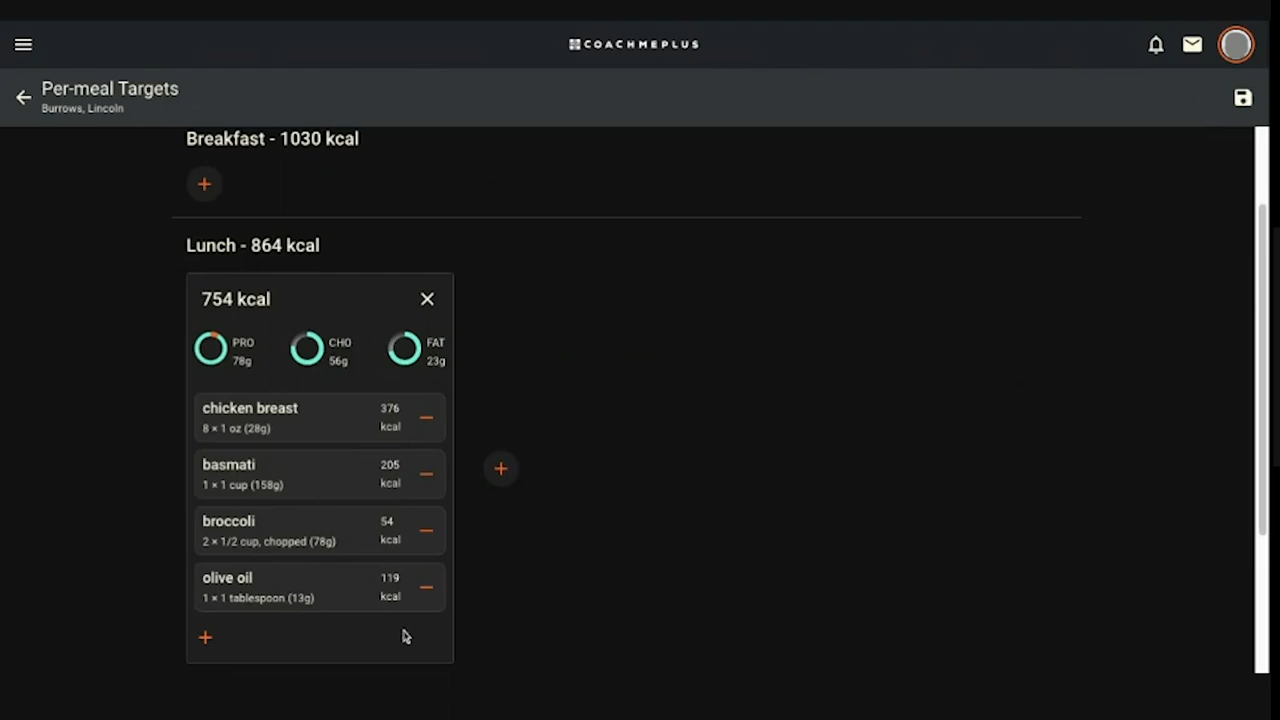 COACHMEPLUS
Per-meal Targets
Burrows, Lincoln
Breakfast - 1030 kcal
+
Lunch - 864 kcal
754 kcal
PRO
78g
CHO
56g
FAT
23g
chicken breast
376
8 × 1 oz (28g)
kcal
basmati
205
1 × 1 cup (158g)
kcal
+
broccoli
54
2 × 1/2 cup, chopped (78g)
kcal
olive oil
119
1 × 1 tablespoon (13g)
kcal
+